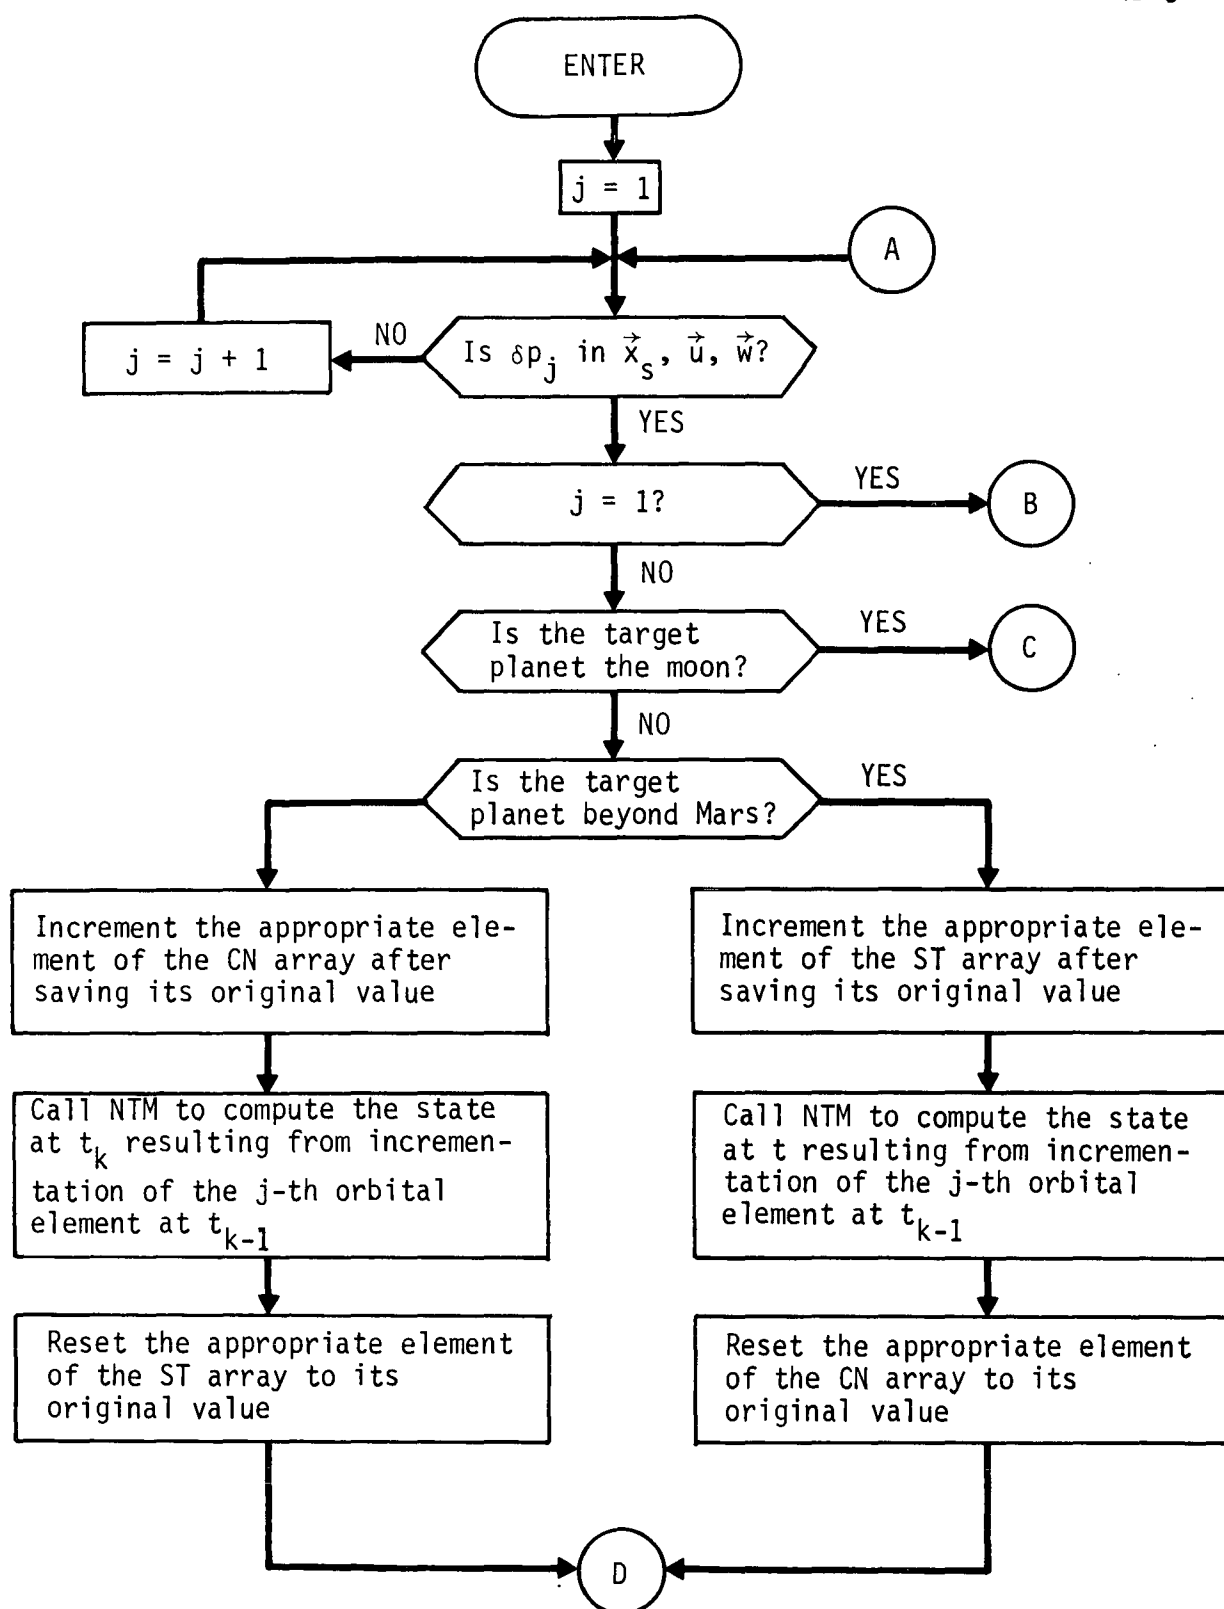 ENTER
j = 1
A
NO
j = j + 1
Is δp_j in x⃗_s, u⃗, w⃗?
YES
j = 1?
YES
B
NO
Is the target
planet the moon?
YES
C
NO
Is the target
planet beyond Mars?
YES
Increment the appropriate ele-
ment of the CN array after
saving its original value
Increment the appropriate ele-
ment of the ST array after
saving its original value
Call NTM to compute the state
at t_k resulting from incremen-
tation of the j-th orbital
element at t_k-1
Call NTM to compute the state
at t resulting from incremen-
tation of the j-th orbital
element at t_k-1
Reset the appropriate element
of the ST array to its
original value
Reset the appropriate element
of the CN array to its
original value
D